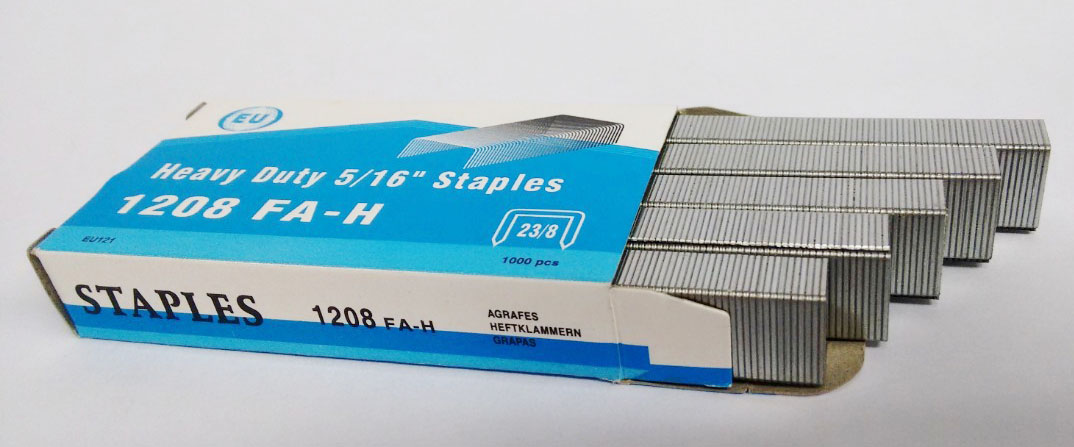 EU
Heavy Duty 5/16" Staples
1208 FA-H
23/8
EU121
1000 pcs
STAPLES
1208 FA-H
AGRAFES
HEFTKLAMMERN
GRAPAS